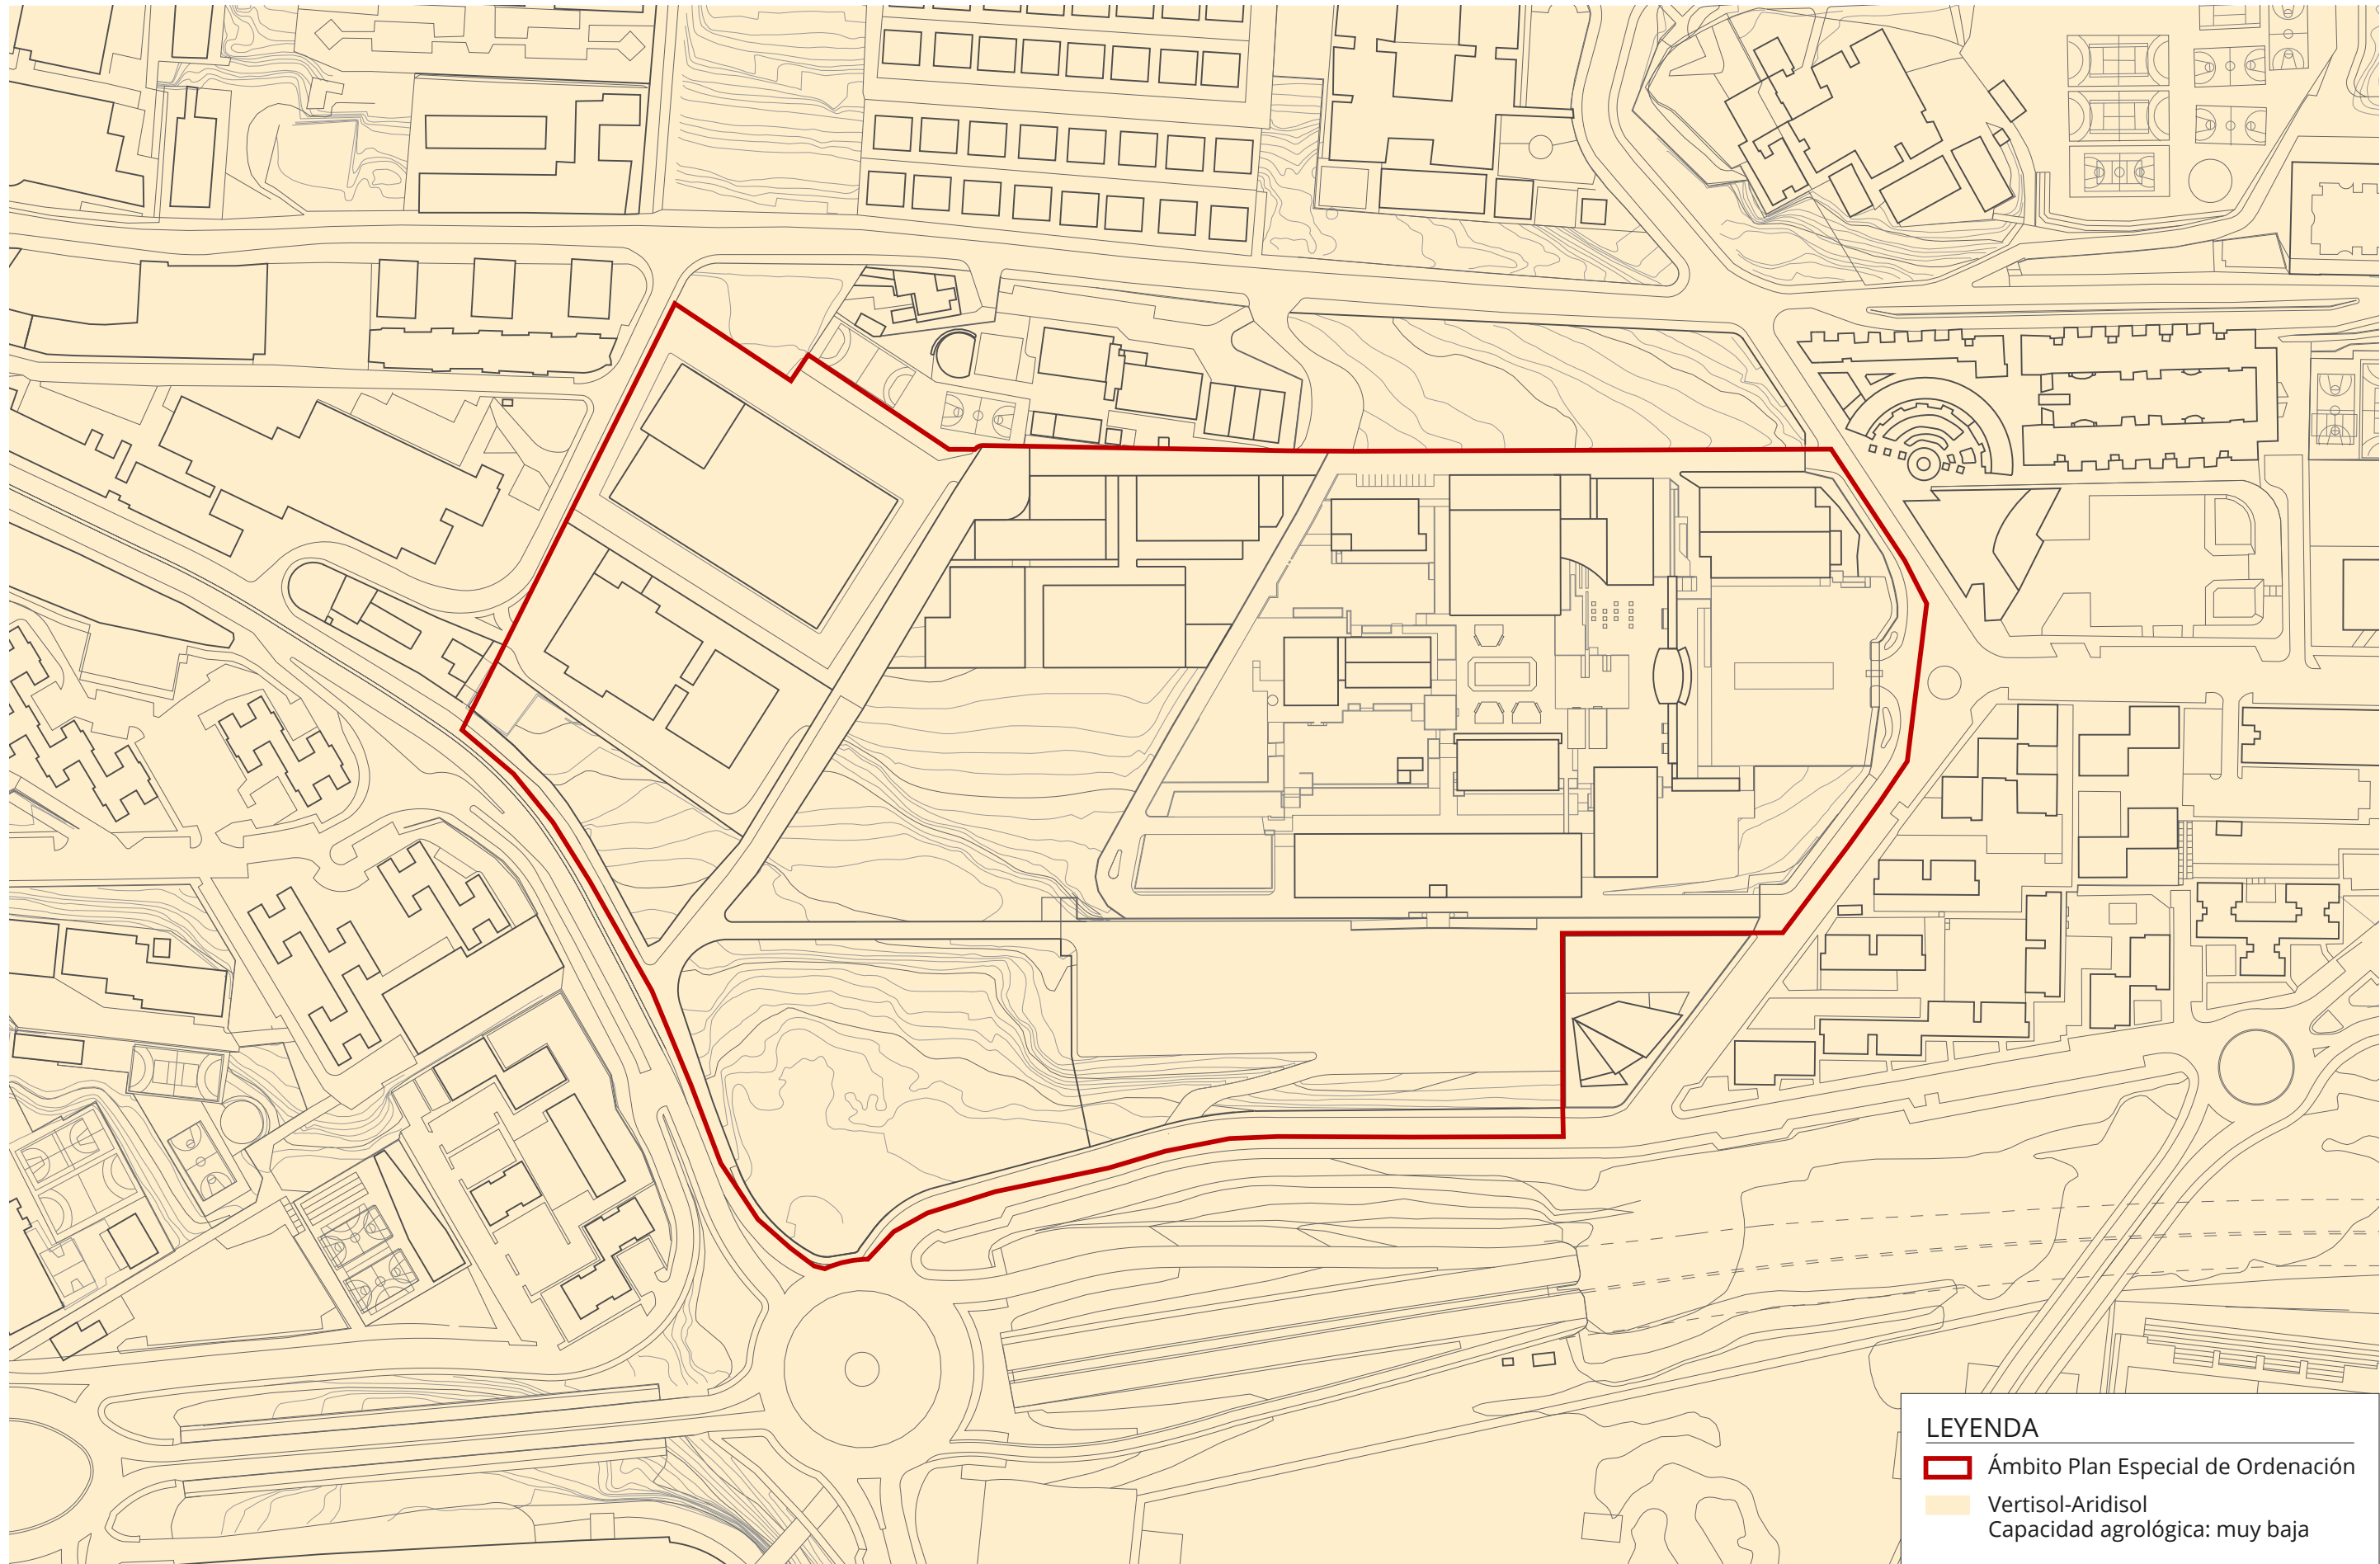 LEYENDA
Ámbito Plan Especial de Ordenación
Vertisol-Aridisol
Capacidad agrológica: muy baja